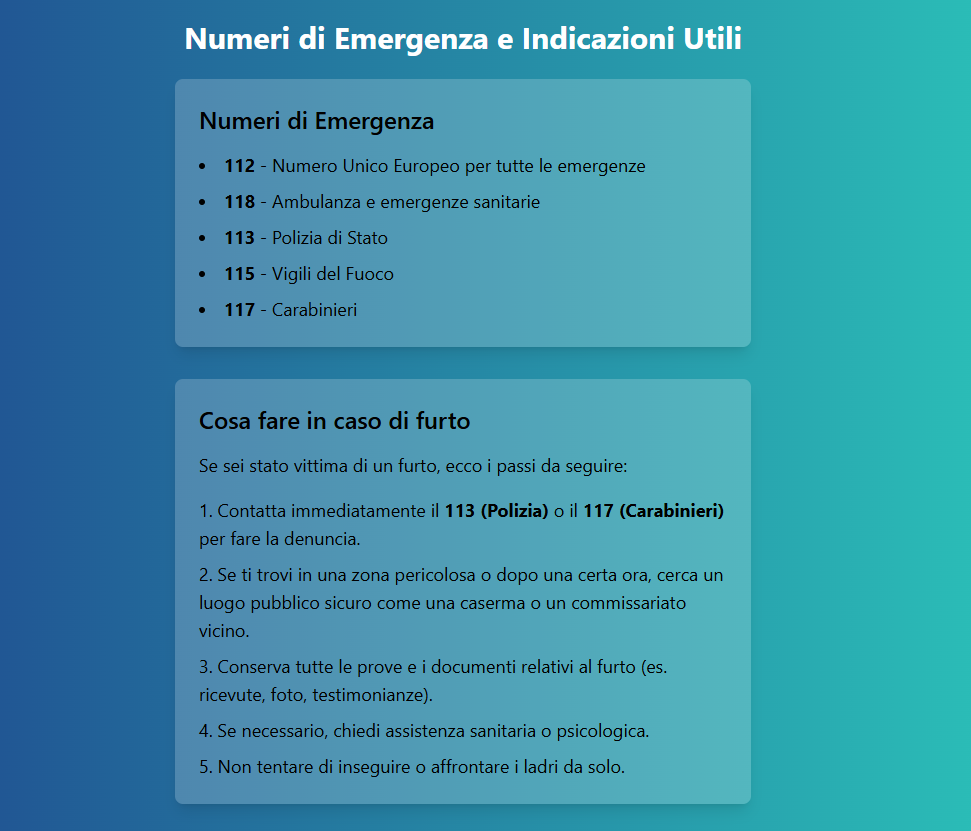 Numeri di Emergenza e Indicazioni Utili
Numeri di Emergenza
• 112 - Numero Unico Europeo per tutte le emergenze
• 118 - Ambulanza e emergenze sanitarie
• 113 - Polizia di Stato
• 115 - Vigili del Fuoco
• 117 - Carabinieri
Cosa fare in caso di furto
Se sei stato vittima di un furto, ecco i passi da seguire:
1. Contatta immediatamente il 113 (Polizia) o il 117 (Carabinieri)
per fare la denuncia.
2. Se ti trovi in una zona pericolosa o dopo una certa ora, cerca un
luogo pubblico sicuro come una caserma o un commissariato
vicino.
3. Conserva tutte le prove e i documenti relativi al furto (es.
ricevute, foto, testimonianze).
4. Se necessario, chiedi assistenza sanitaria o psicologica.
5. Non tentare di inseguire o affrontare i ladri da solo.